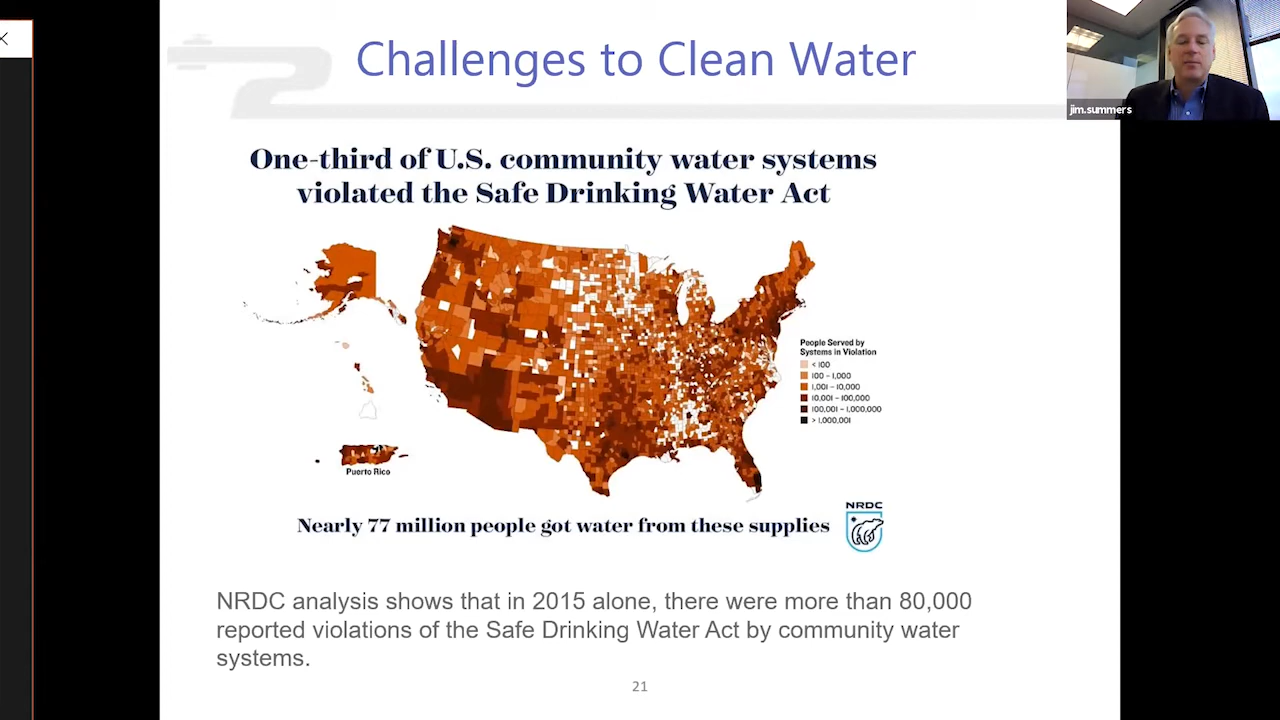 Challenges to Clean Water
jim.summers
One-third of U.S. community water systems
violated the Safe Drinking Water Act
People Served by
Systems in Violation
< 100
100 - 1,000
1,001 - 10,000
10,001 - 100,000
100,001 - 1,000,000
> 1,000,001
Puerto Rico
NRDC
Nearly 77 million people got water from these supplies
NRDC analysis shows that in 2015 alone, there were more than 80,000
reported violations of the Safe Drinking Water Act by community water
systems.
21